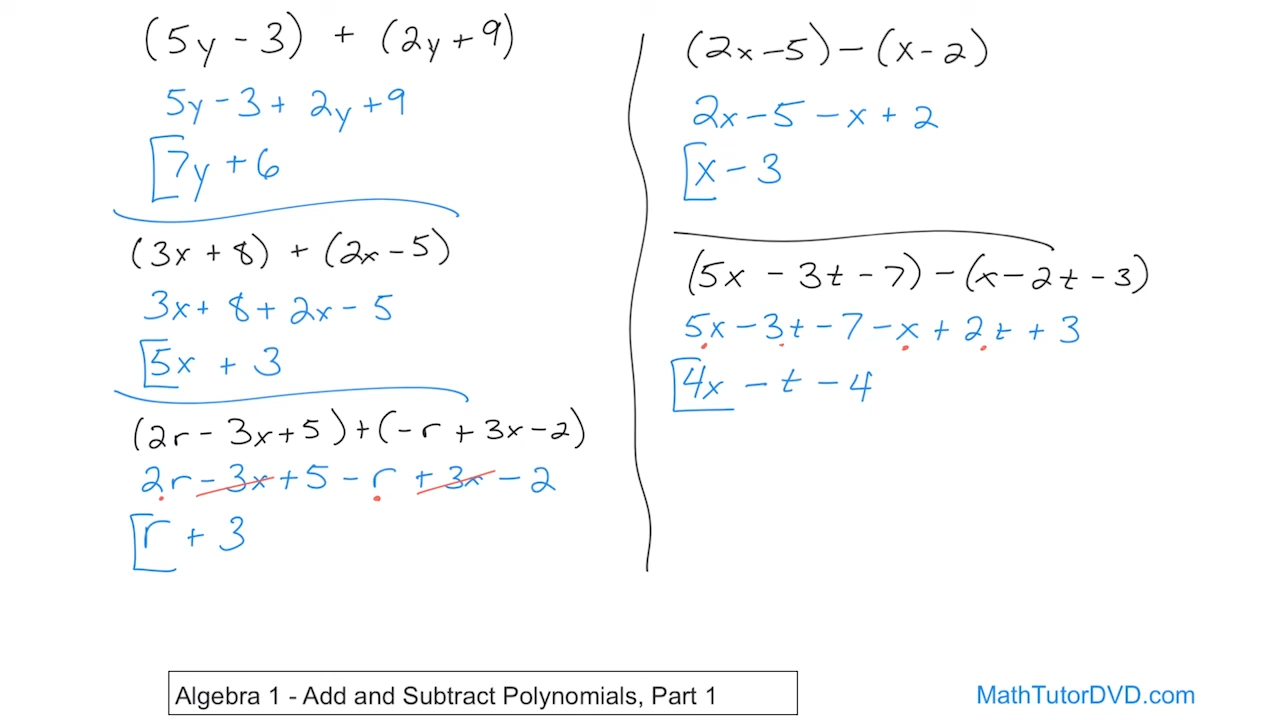 (5y - 3) + (2y + 9)
5y - 3 + 2y + 9
7y + 6
(3x + 8) + (2x - 5)
3x + 8 + 2x - 5
5x + 3
(2r - 3x + 5) + (-r + 3x - 2)
2r - 3x + 5 - r + 3x - 2
r + 3
(2x - 5) - (x - 2)
2x - 5 - x + 2
x - 3
(5x - 3t - 7) - (x - 2t - 3)
5x - 3t - 7 - x + 2t + 3
4x - t - 4
Algebra 1 - Add and Subtract Polynomials, Part 1
MathTutorDVD.com